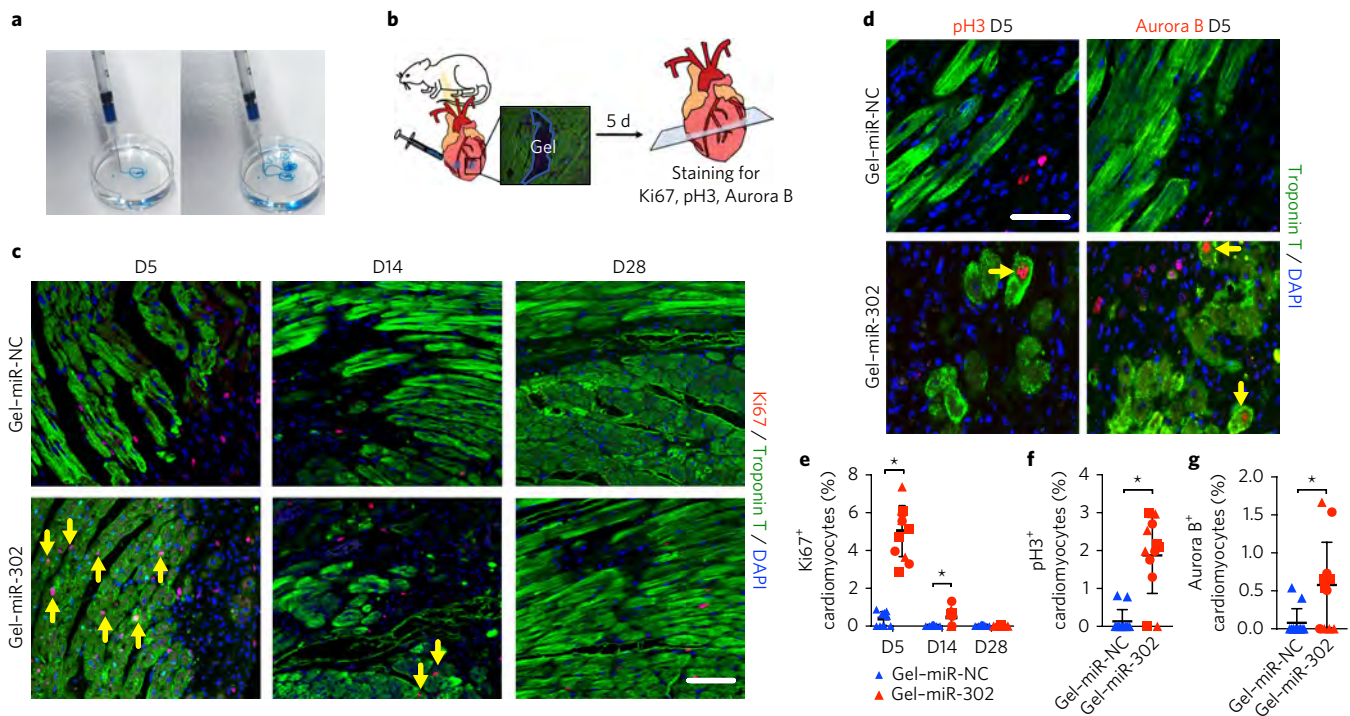 a
b
Gel
5 d
Staining for
Ki67, pH3, Aurora B
c
D5
D14
D28
Gel–miR-NC
Gel–miR-302
Ki67 / Troponin T / DAPI
d
pH3 D5
Aurora B D5
Gel–miR-NC
Gel–miR-302
Troponin T / DAPI
e
Ki67⁺
cardiomyocytes (%)
8
6
4
2
0
*
*
D5
D14
D28
Gel–miR-NC
Gel–miR-302
f
pH3⁺
cardiomyocytes (%)
4
3
2
1
0
*
Gel–miR-NC
Gel–miR-302
g
Aurora B⁺
cardiomyocytes (%)
2.0
1.5
1.0
0.5
0.0
*
Gel–miR-NC
Gel–miR-302